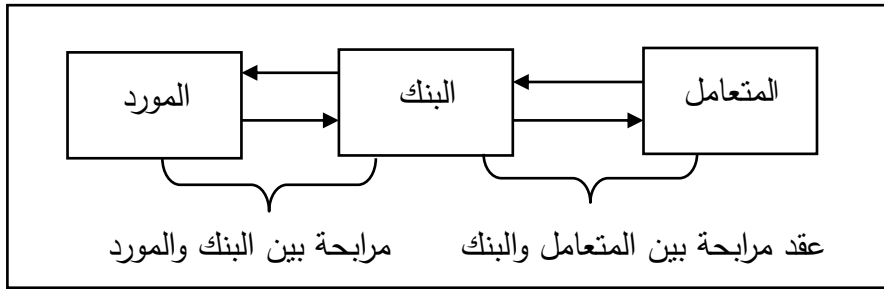 المتعامل
البنك
المورد
عقد مرابحة بين المتعامل والبنك
مرابحة بين البنك والمورد